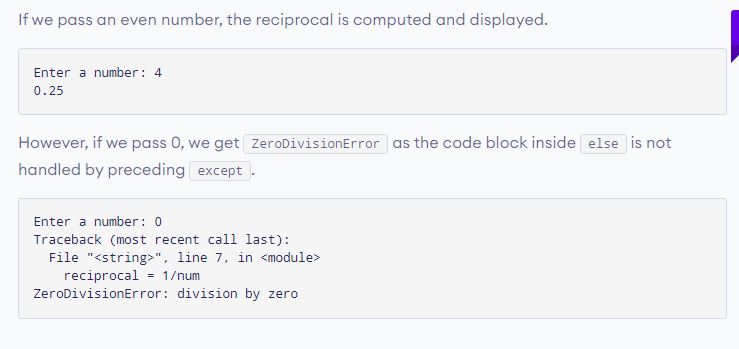 If we pass an even number, the reciprocal is computed and displayed.
Enter a number: 4
0.25
However, if we pass 0, we get ZeroDivisionError as the code block inside else is not
handled by preceding except.
Enter a number: 0
Traceback (most recent call last):
  File "<string>", line 7, in <module>
    reciprocal = 1/num
ZeroDivisionError: division by zero